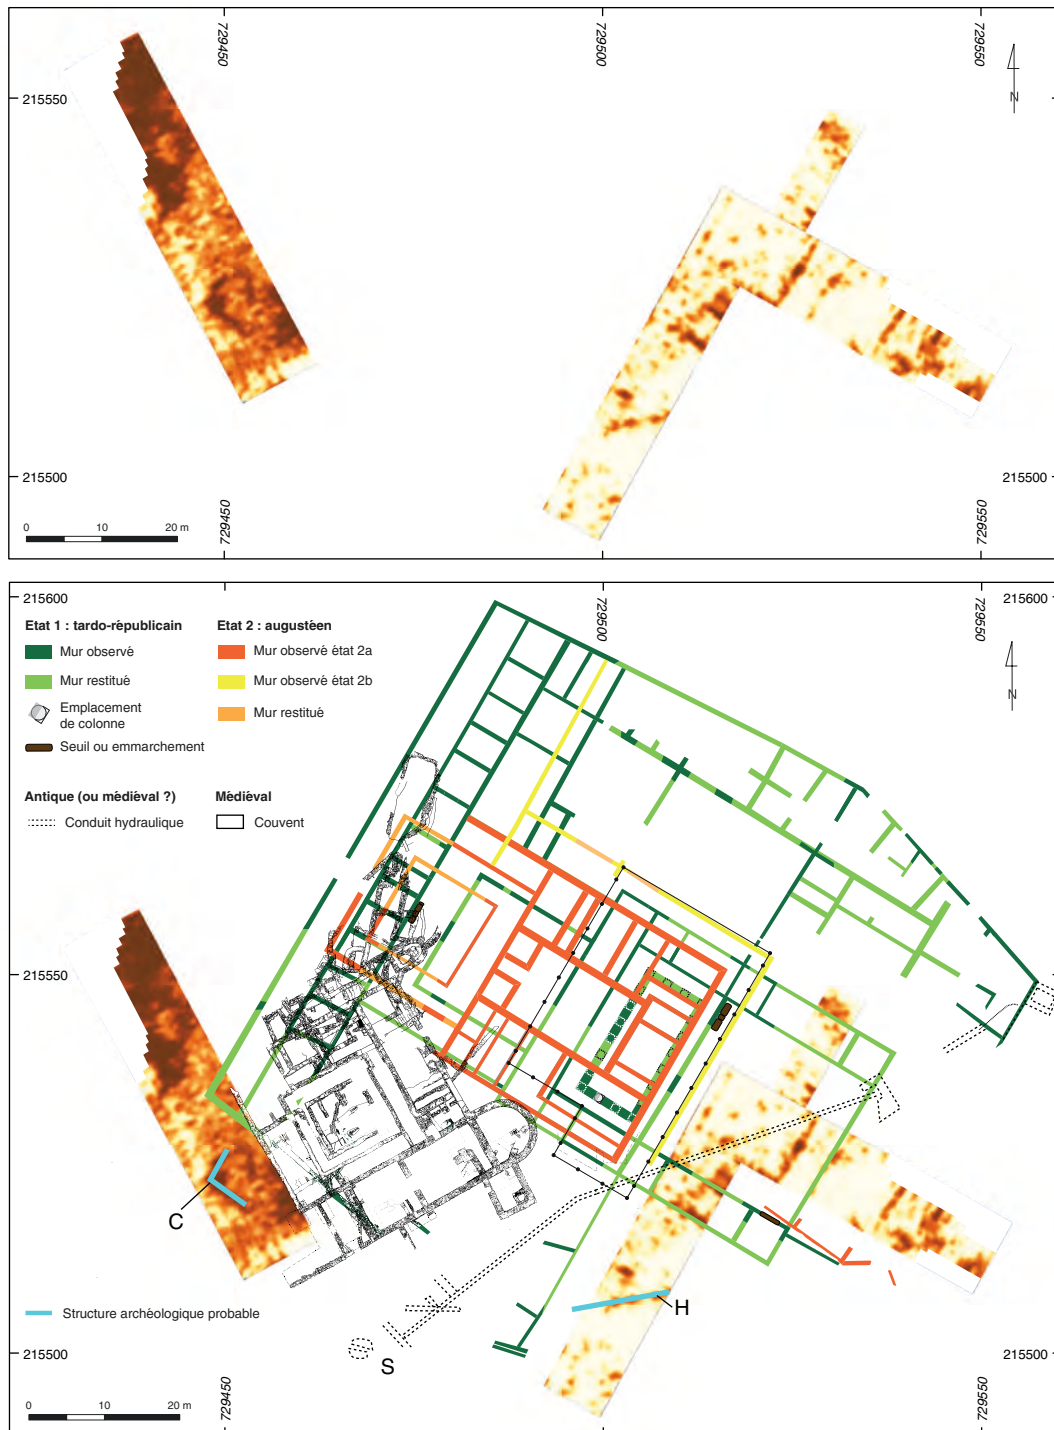 729450
729500
729550
215550
N
215500
215500
729450
729550
0 10 20 m
215600
729500
729550
215600
Etat 1 : tardo-républicain
Etat 2 : augustéen
Mur observé
Mur observé état 2a
Mur restitué
Mur observé état 2b
Emplacement
de colonne
Mur restitué
Seuil ou emmarchement
N
Antique (ou médiéval ?)
Médiéval
Conduit hydraulique
Couvent
215550
215550
C
Structure archéologique probable
H
S
215500
215500
729450
729550
0 10 20 m